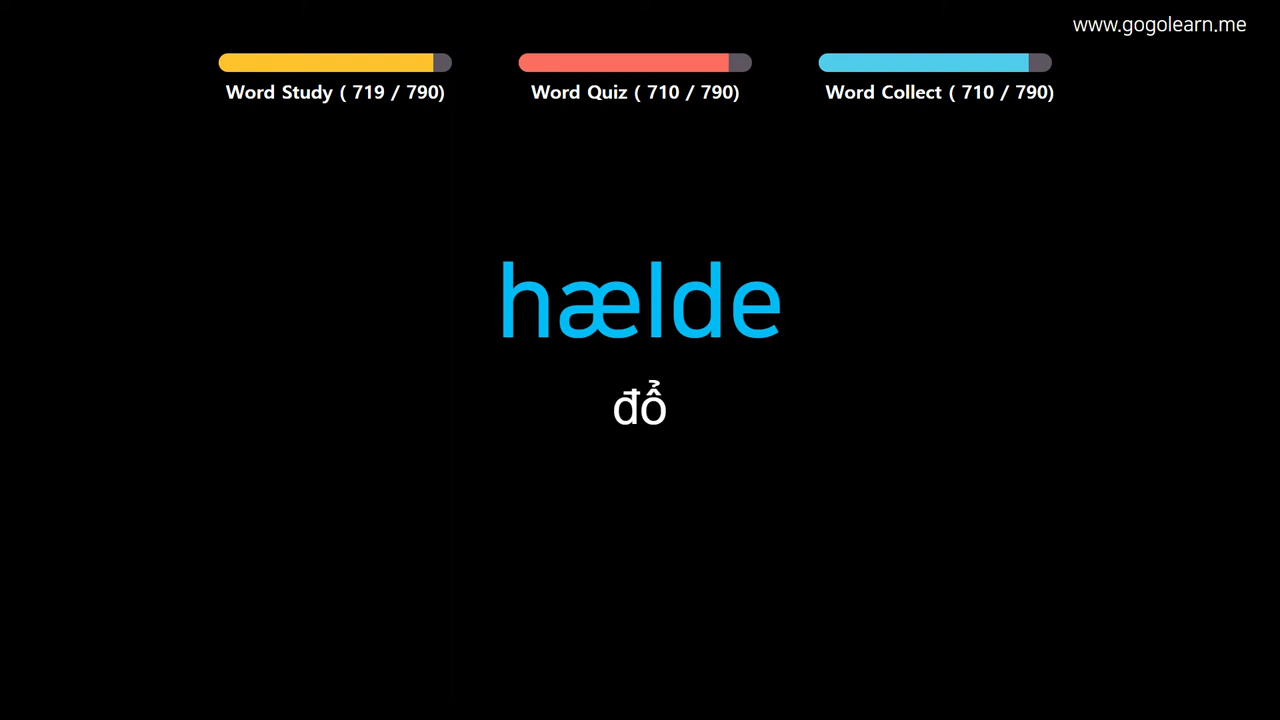 www.gogolearn.me
Word Study ( 719 / 790)
Word Quiz ( 710 / 790)
Word Collect ( 710 / 790)
hælde
đổ